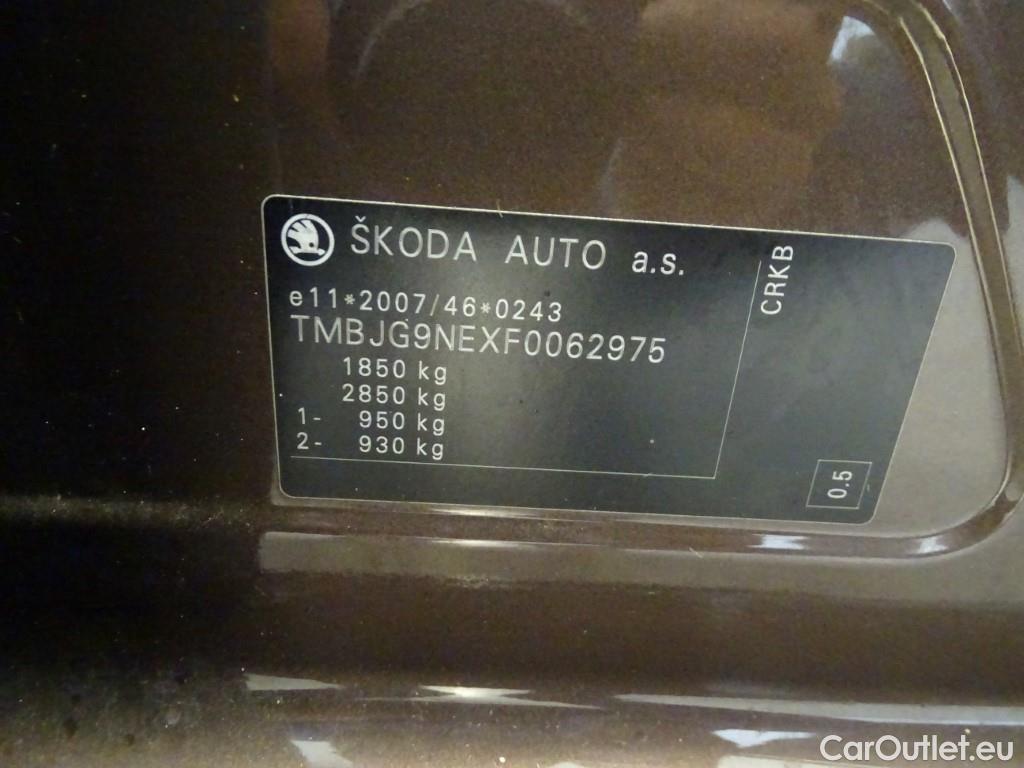 ŠKODA AUTO a.s.
e11*2007/46*0243
TMBJG9NEXF0062975
1850 kg
2850 kg
1- 950 kg
2- 930 kg
CRKB
0.5
CarOutlet.eu